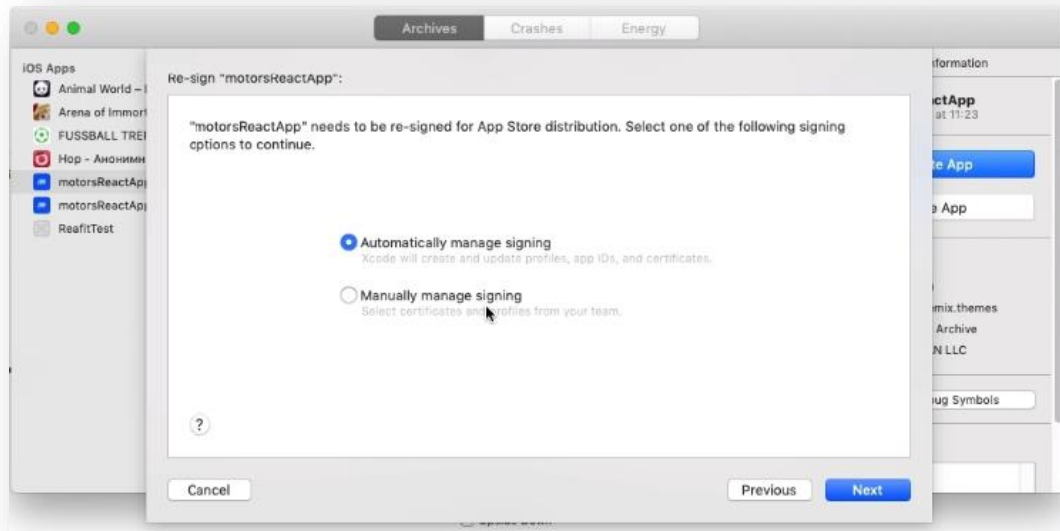 Archives
Crashes
Energy
iOS Apps
Animal World –
Arena of Immort
FUSSBALL TRE
Hop - Анонимн
motorsReactApp
motorsReactApp
ReafitTest
Re-sign "motorsReactApp":
"motorsReactApp" needs to be re-signed for App Store distribution. Select one of the following signing
options to continue.
Automatically manage signing
Xcode will create and update profiles, app IDs, and certificates.
Manually manage signing
Select certificates and profiles from your team.
?
Cancel
Previous
Next
formation
ctApp
at 11:23
te App
e App
mix.themes
Archive
N LLC
ug Symbols